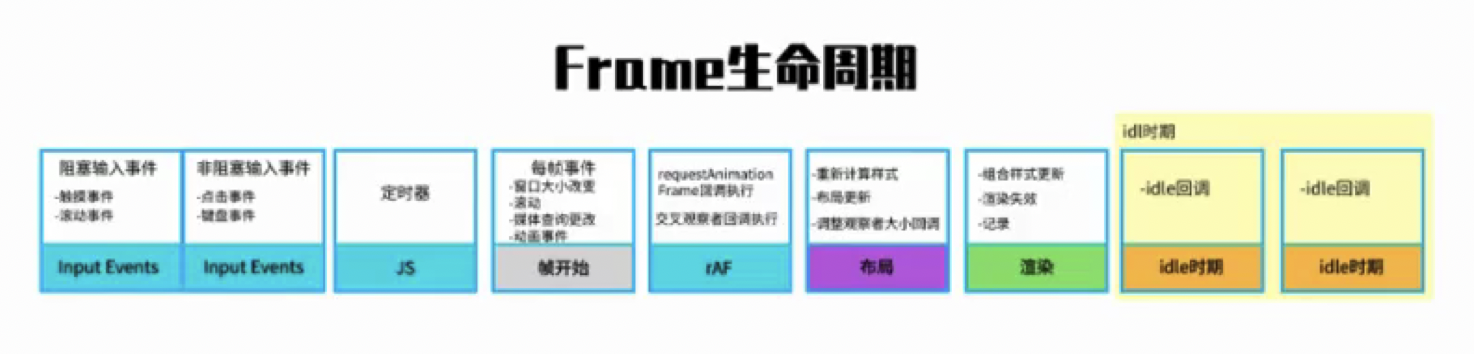 Frame生命周期
idl时期
阻塞输入事件
-触摸事件
-滚动事件
Input Events
非阻塞输入事件
-点击事件
-键盘事件
Input Events
定时器
JS
每帧事件
-窗口大小改变
-滚动
-媒体查询更改
-动画事件
帧开始
requestAnimation
Frame回调执行
交叉观察者回调执行
rAF
-重新计算样式
-布局更新
-调整观察者大小回调
布局
-组合样式更新
-渲染失效
-记录
渲染
-idle回调
idle时期
-idle回调
idle时期